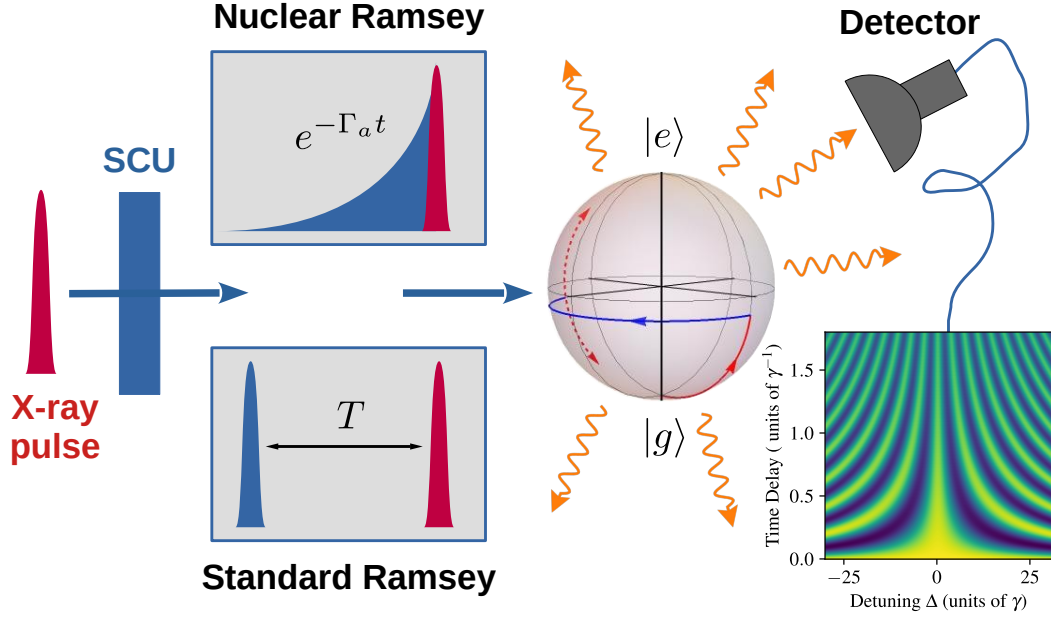 Nuclear Ramsey
Detector
e^{-Γ_a t}
|e⟩
SCU
X-ray
pulse
T
|g⟩
Standard Ramsey
Time Delay ( units of γ⁻¹)
1.5
1.0
0.5
0.0
−25
0
25
Detuning Δ (units of γ)